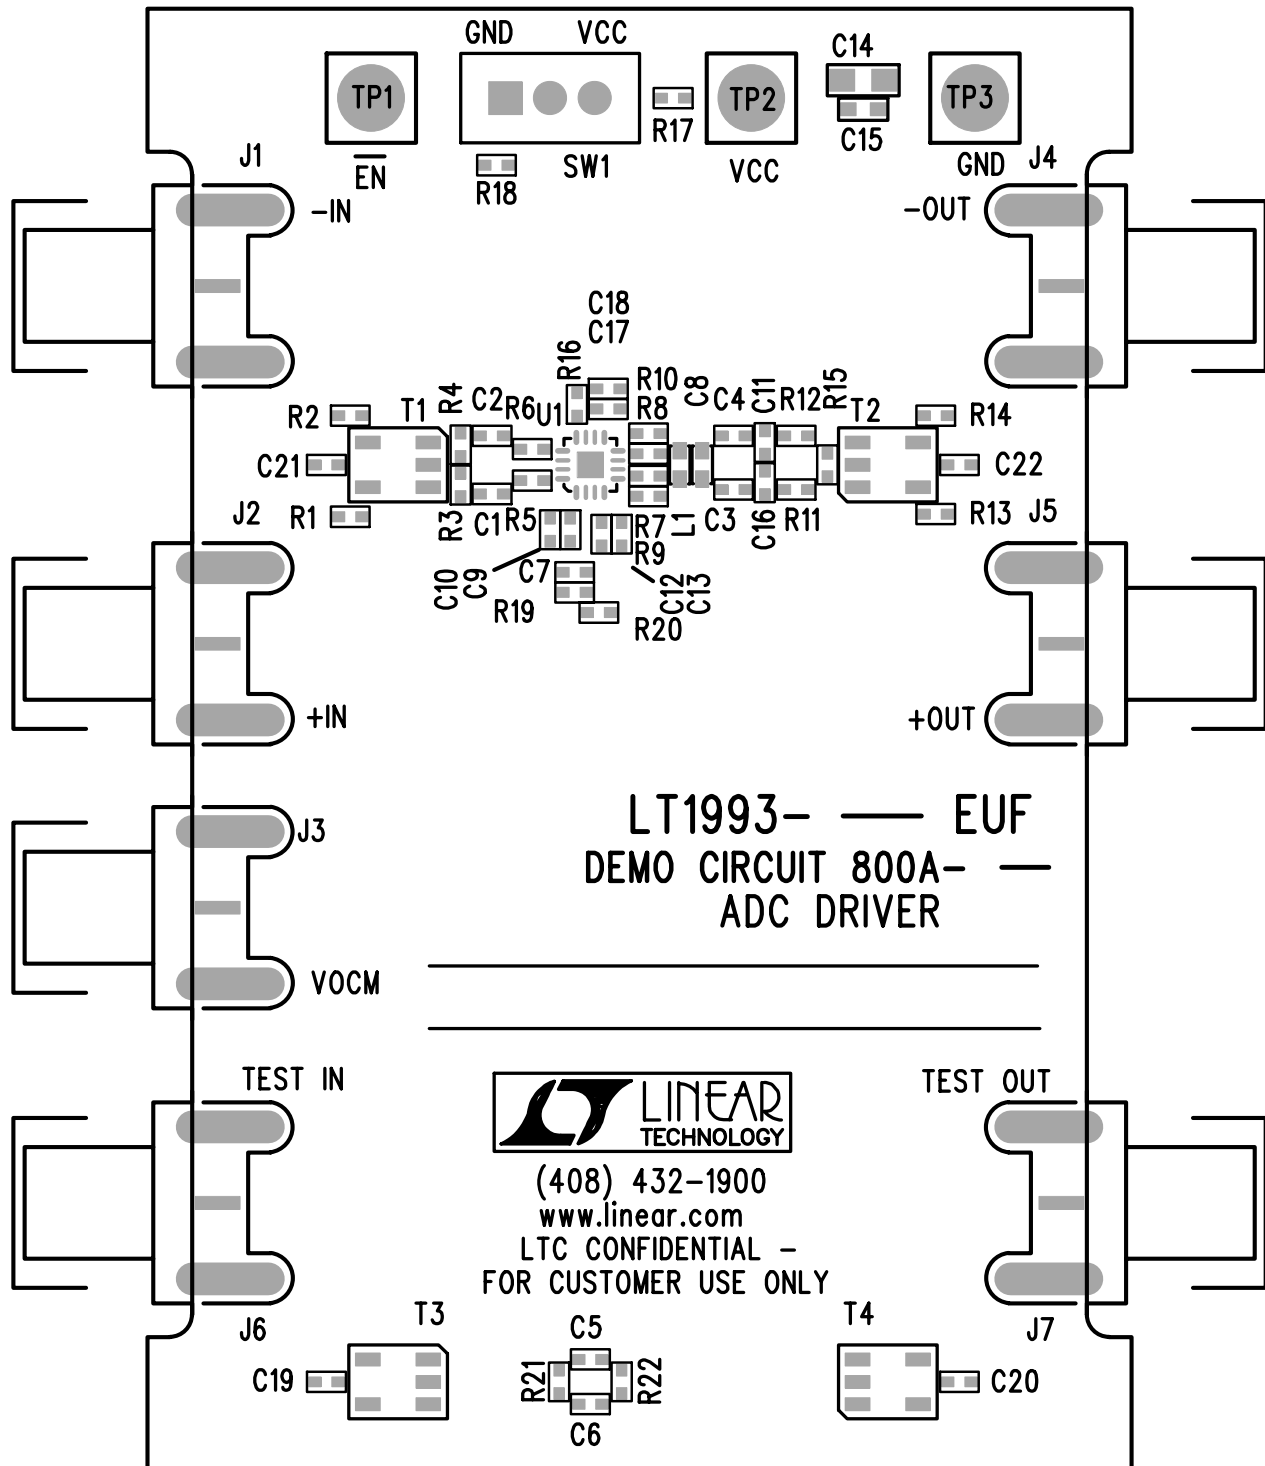 GND VCC
C14
TP1
TP2
TP3
R17
C15
J1
EN
R18
SW1
VCC
GND
J4
-IN
-OUT
C18
C17
R16
R10
R8
C8
C4
C11
R12
R15
T2
R14
R2
T1
R4
C2
R6
U1
C21
C22
J2
R1
R3
C1
R5
R7
R9
L1
C3
C16
R11
R13
J5
C10
C9
C7
C12
C13
R19
R20
+IN
+OUT
LT1993- — EUF
J3
DEMO CIRCUIT 800A- —
ADC DRIVER
VOCM
TEST IN
TEST OUT
LINEAR
TECHNOLOGY
(408) 432-1900
www.linear.com
LTC CONFIDENTIAL -
FOR CUSTOMER USE ONLY
J6
T3
C5
T4
J7
C19
R21
R22
C20
C6